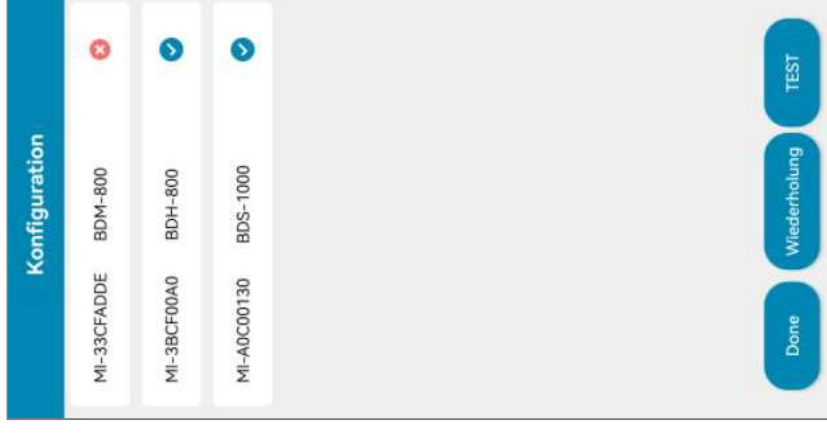 Konfiguration
MI-33CFADDE BDM-800
MI-3BCF00A0 BDH-800
MI-A0C00130 BDS-1000
Done Wiederholung TEST